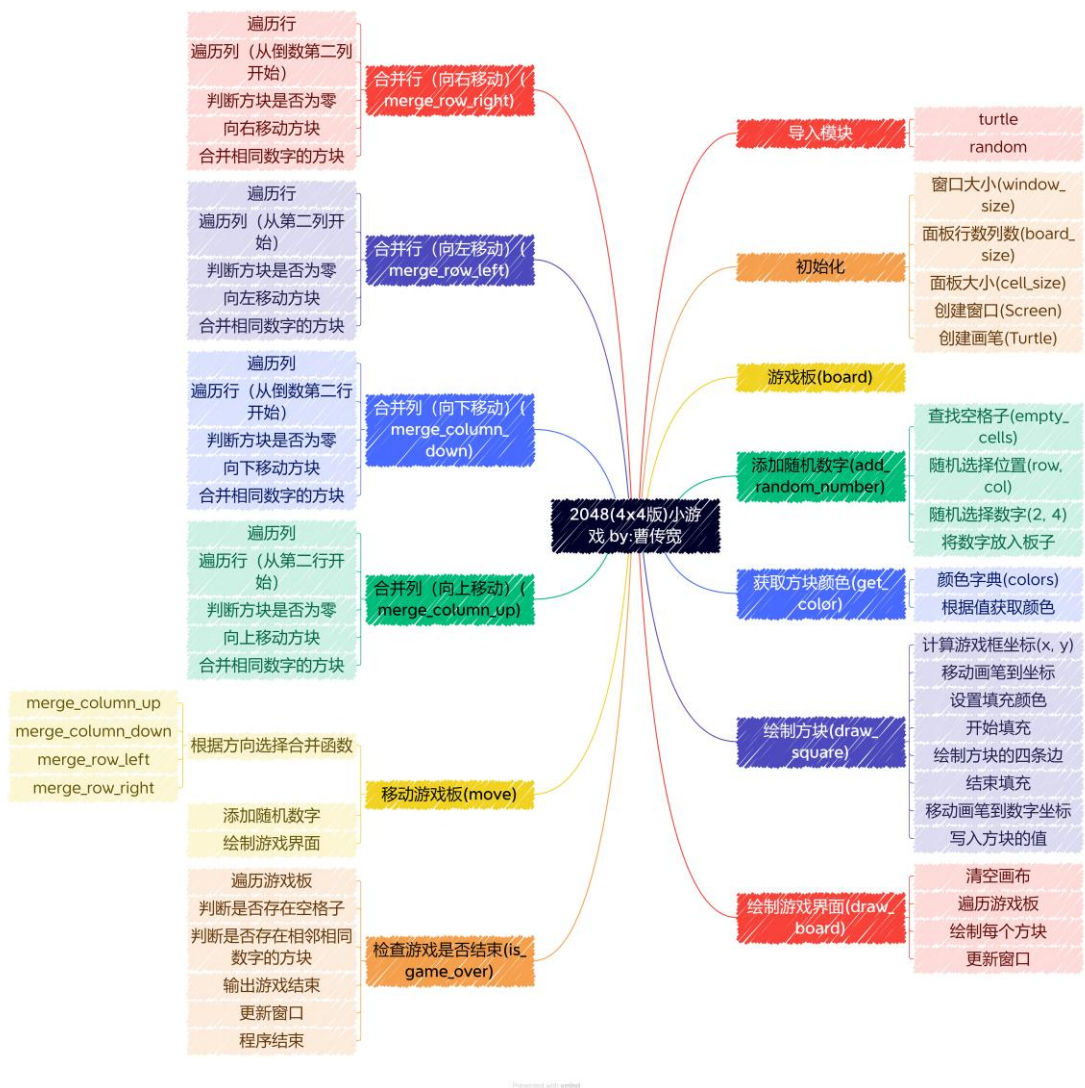 2048(4x4版)小游
戏 by:曹传宽
导入模块
turtle
random
初始化
窗口大小(window_
size)
面板行数列数(board_
size)
面板大小(cell_size)
创建窗口(Screen)
创建画笔(Turtle)
游戏板(board)
添加随机数字(add_
random_number)
查找空格子(empty_
cells)
随机选择位置(row,
col)
随机选择数字(2, 4)
将数字放入板子
获取方块颜色(get_
color)
颜色字典(colors)
根据值获取颜色
绘制方块(draw_
square)
计算游戏框坐标(x, y)
移动画笔到坐标
设置填充颜色
开始填充
绘制方块的四条边
结束填充
移动画笔到数字坐标
写入方块的值
绘制游戏界面(draw_
board)
清空画布
遍历游戏板
绘制每个方块
更新窗口
合并行（向右移动）(
merge_row_right)
遍历行
遍历列（从倒数第二列
开始）
判断方块是否为零
向右移动方块
合并相同数字的方块
合并行（向左移动）(
merge_row_left)
遍历行
遍历列（从第二列开
始）
判断方块是否为零
向左移动方块
合并相同数字的方块
合并列（向下移动）(
merge_column_
down)
遍历列
遍历行（从倒数第二行
开始）
判断方块是否为零
向下移动方块
合并相同数字的方块
合并列（向上移动）(
merge_column_up)
遍历列
遍历行（从第二行开
始）
判断方块是否为零
向上移动方块
合并相同数字的方块
移动游戏板(move)
根据方向选择合并函数
merge_column_up
merge_column_down
merge_row_left
merge_row_right
添加随机数字
绘制游戏界面
检查游戏是否结束(is_
game_over)
遍历游戏板
判断是否存在空格子
判断是否存在相邻相同
数字的方块
输出游戏结束
更新窗口
程序结束
Presented with xmind